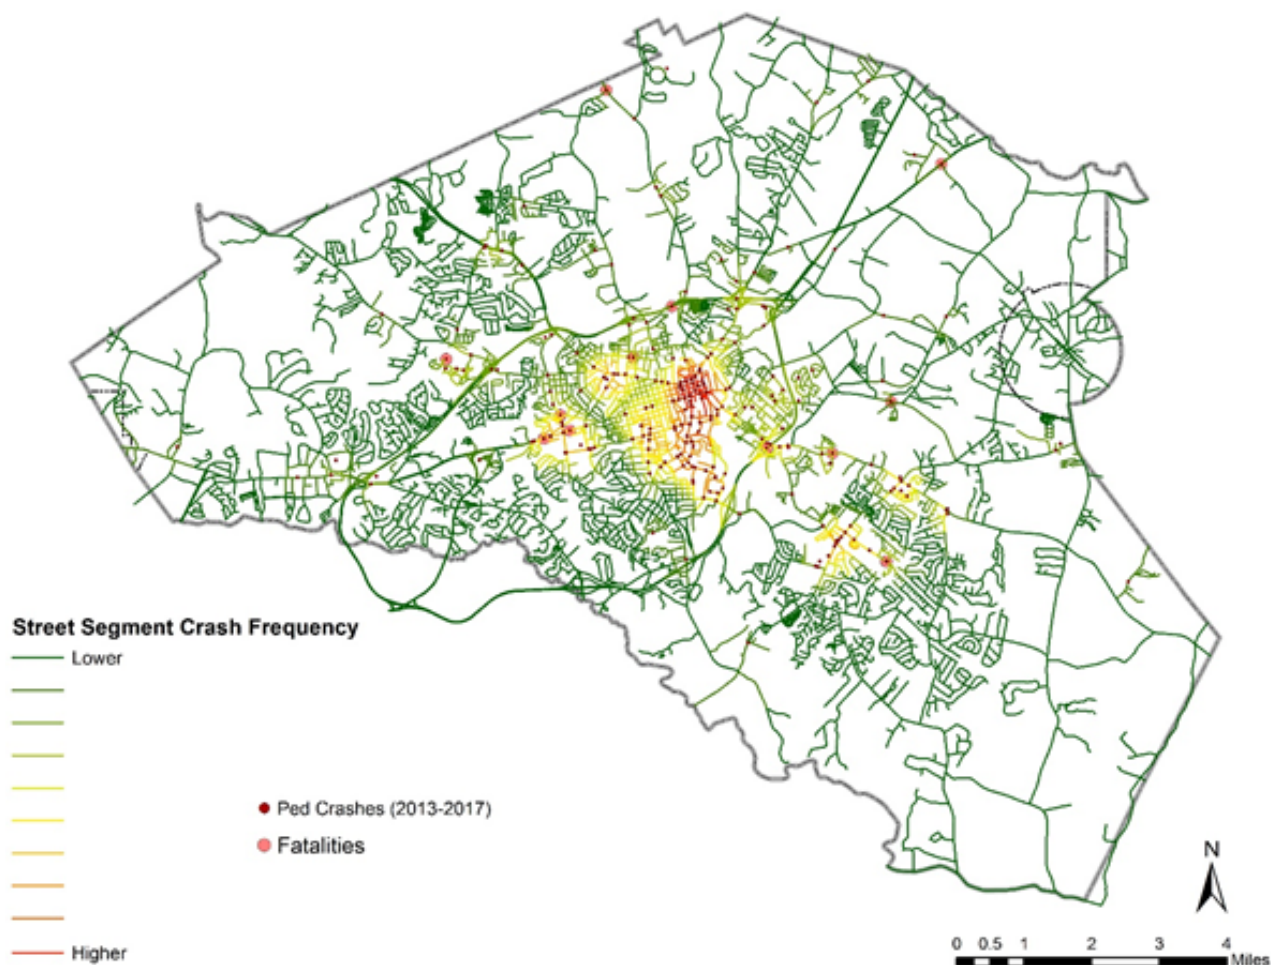 Street Segment Crash Frequency
Lower
Ped Crashes (2013-2017)
Fatalities
Higher
N
0 0.5 1 2 3 4
Miles